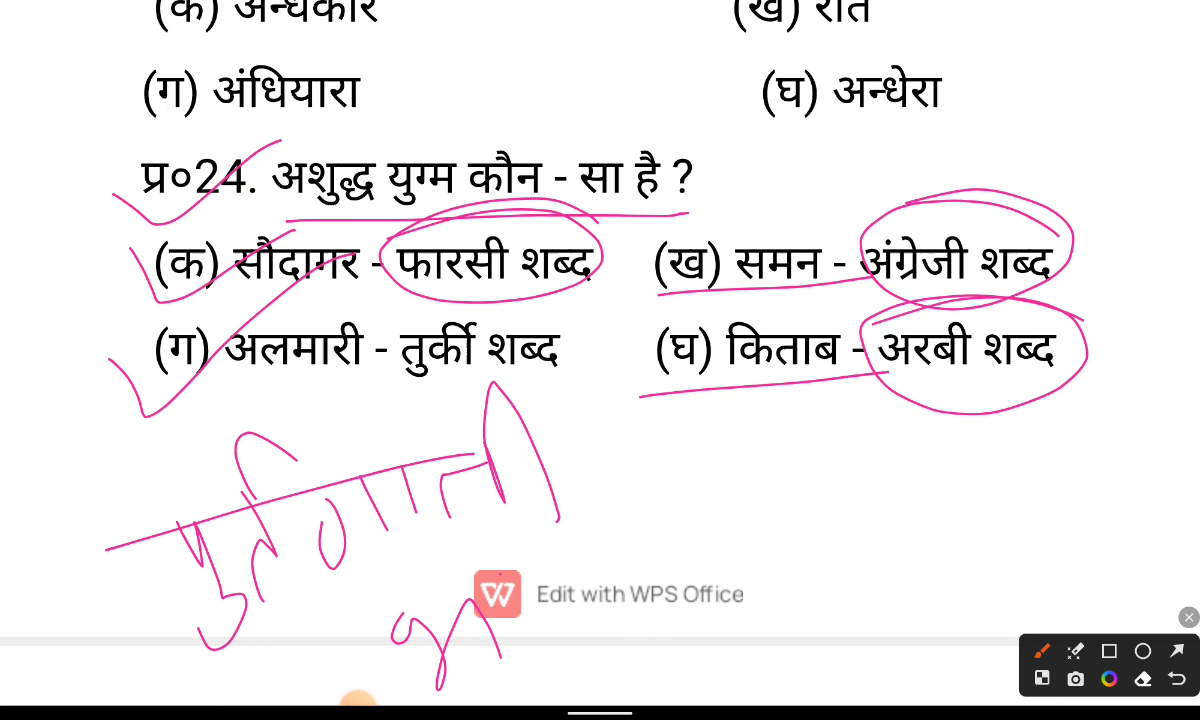 (क) अन्धकार (ख) रात
(ग) अंधियारा (घ) अन्धेरा
प्र०24. अशुद्ध युग्म कौन - सा है ?
(क) सौदागर - फारसी शब्द (ख) समन - अंग्रेजी शब्द
(ग) अलमारी - तुर्की शब्द (घ) किताब - अरबी शब्द
पुर्तगाली
Edit with WPS Office